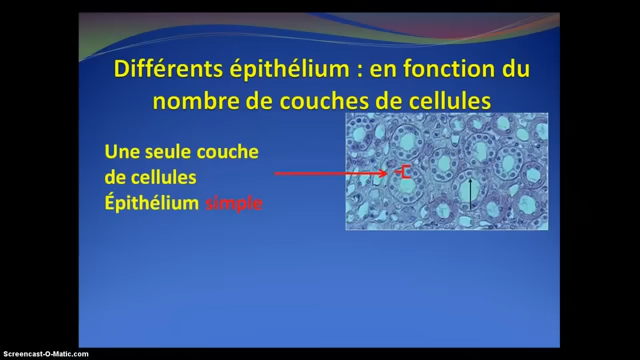 Différents épithélium : en fonction du
nombre de couches de cellules
Une seule couche
de cellules
Épithélium simple
Screencast-O-Matic.com